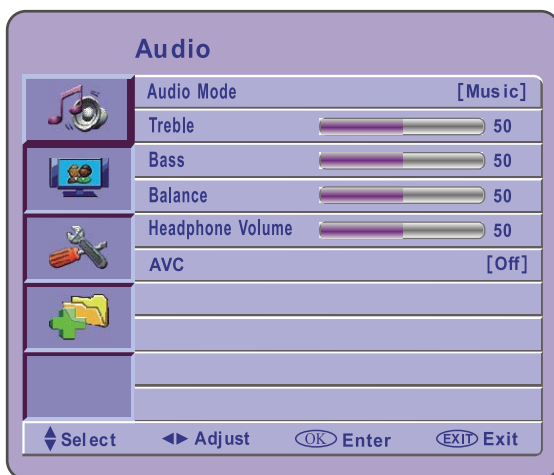 Audio
Audio Mode [Music]
Treble 50
Bass 50
Balance 50
Headphone Volume 50
AVC [Off]
Select Adjust OK Enter EXIT Exit